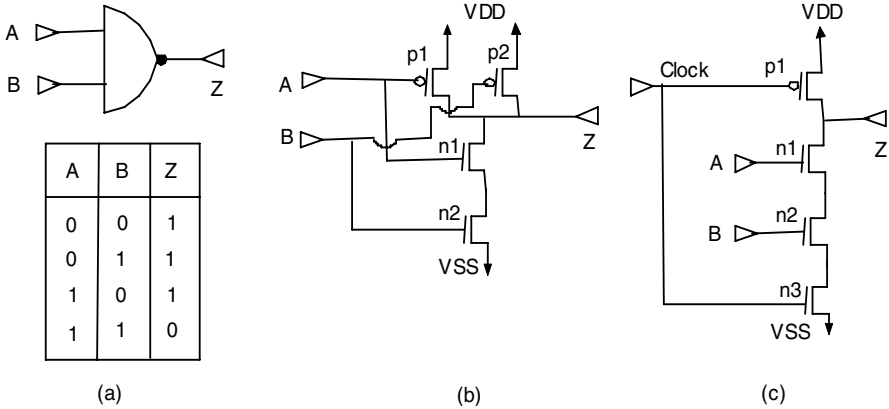 A
B
Z
A B Z
0 0 1
0 1 1
1 0 1
1 1 0
(a)
VDD
p1 p2
A
B
Z
n1
n2
VSS
(b)
VDD
Clock p1
Z
n1
A
n2
B
n3
VSS
(c)